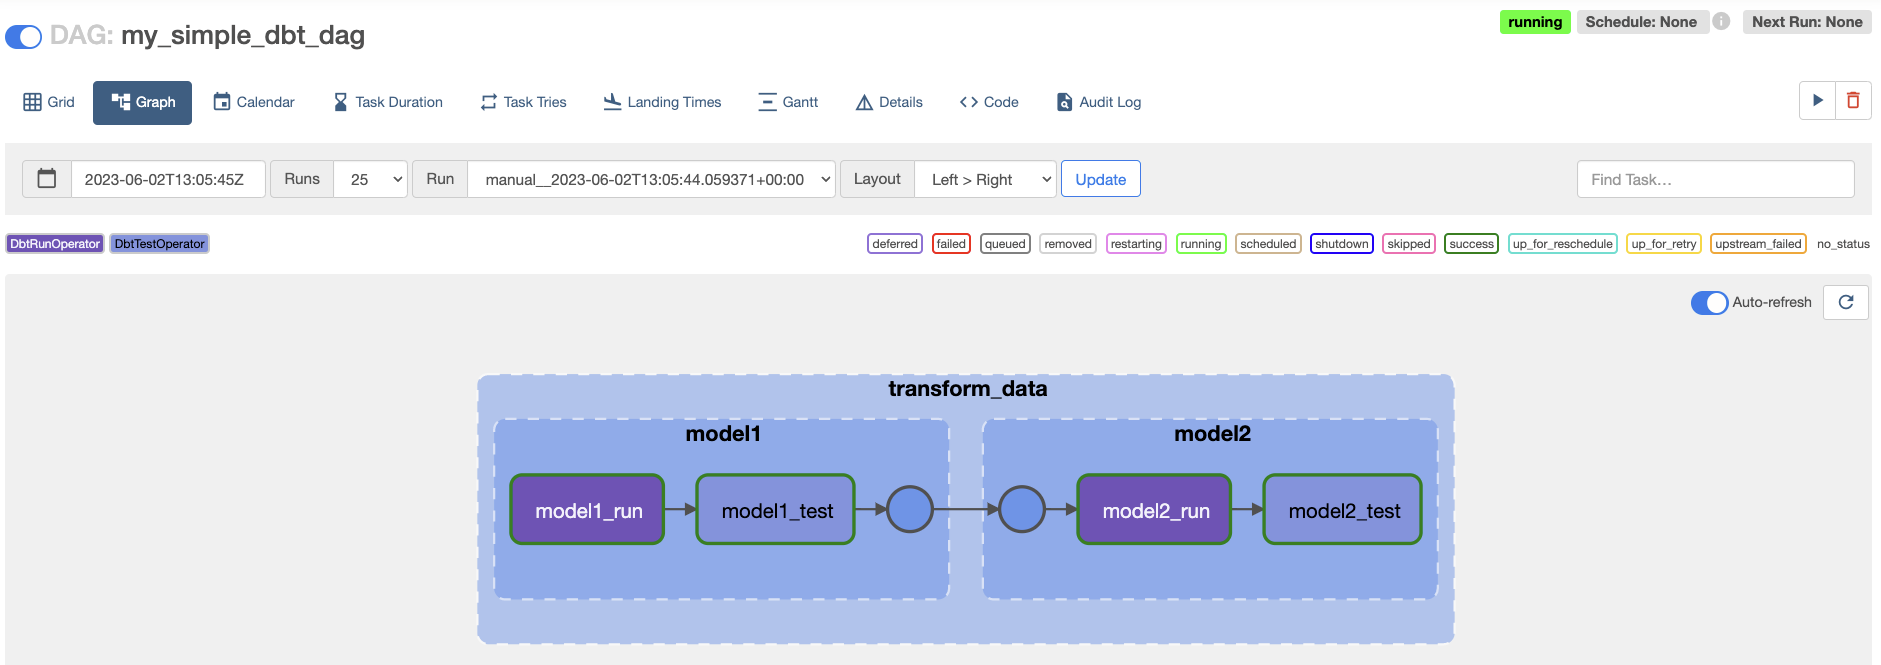 DAG: my_simple_dbt_dag
running
Schedule: None
Next Run: None
Grid
Graph
Calendar
Task Duration
Task Tries
Landing Times
Gantt
Details
Code
Audit Log
2023-06-02T13:05:45Z
Runs
25
Run
manual__2023-06-02T13:05:44.059371+00:00
Layout
Left > Right
Update
Find Task...
DbtRunOperator
DbtTestOperator
deferred
failed
queued
removed
restarting
running
scheduled
shutdown
skipped
success
up_for_reschedule
up_for_retry
upstream_failed
no_status
Auto-refresh
transform_data
model1
model2
model1_run
model1_test
model2_run
model2_test